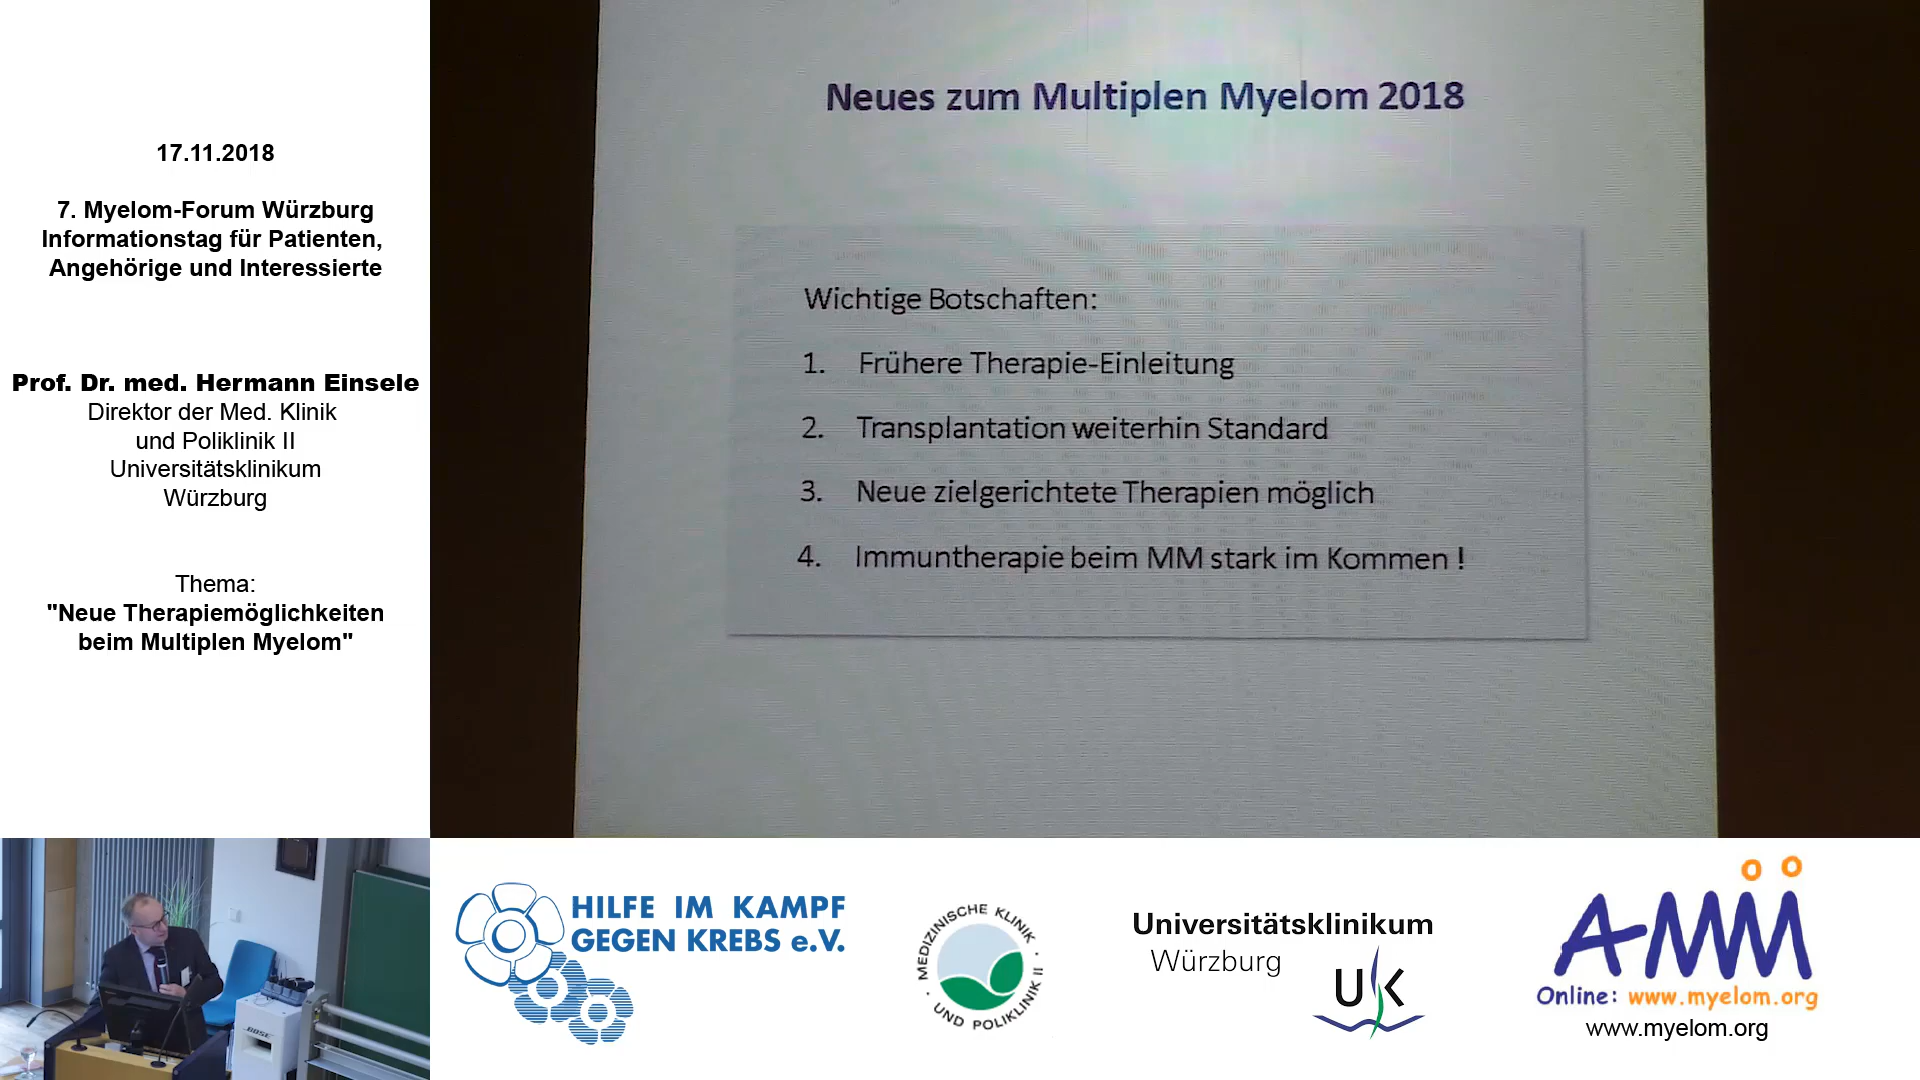 17.11.2018
7. Myelom-Forum Würzburg
Informationstag für Patienten,
Angehörige und Interessierte
Prof. Dr. med. Hermann Einsele
Direktor der Med. Klinik
und Poliklinik II
Universitätsklinikum
Würzburg
Thema:
"Neue Therapiemöglichkeiten
beim Multiplen Myelom"
Neues zum Multiplen Myelom 2018
Wichtige Botschaften:
1. Frühere Therapie-Einleitung
2. Transplantation weiterhin Standard
3. Neue zielgerichtete Therapien möglich
4. Immuntherapie beim MM stark im Kommen !
BOSE
HILFE IM KAMPF
GEGEN KREBS e.V.
· MEDIZINISCHE KLINIK ·
UND POLIKLINIK II
Universitätsklinikum
Würzburg
UK
AMM
Online: www.myelom.org
www.myelom.org